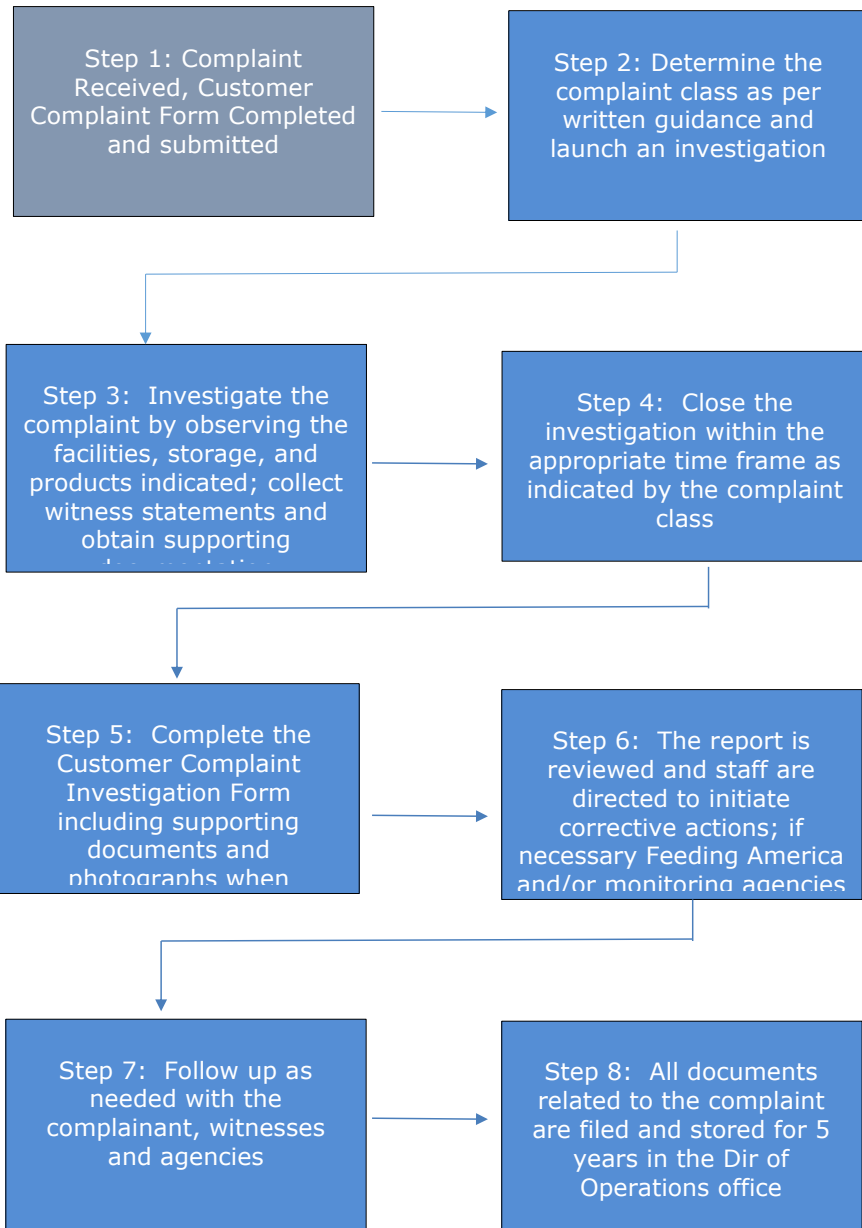 Step 1: Complaint
Received, Customer
Complaint Form Completed
and submitted
Step 2: Determine the
complaint class as per
written guidance and
launch an investigation
Step 3:  Investigate the
complaint by observing the
facilities, storage, and
products indicated; collect
witness statements and
obtain supporting
Step 4:  Close the
investigation within the
appropriate time frame as
indicated by the complaint
class
Step 5:  Complete the
Customer Complaint
Investigation Form
including supporting
documents and
photographs when
Step 6:  The report is
reviewed and staff are
directed to initiate
corrective actions; if
necessary Feeding America
and/or monitoring agencies
Step 7:  Follow up as
needed with the
complainant, witnesses
and agencies
Step 8:  All documents
related to the complaint
are filed and stored for 5
years in the Dir of
Operations office